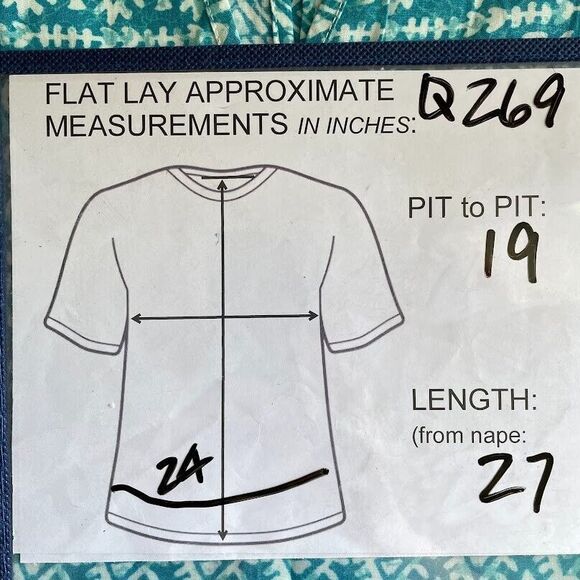 FLAT LAY APPROXIMATE
MEASUREMENTS IN INCHES: Q269
PIT to PIT:
19
LENGTH:
(from nape:
27
24